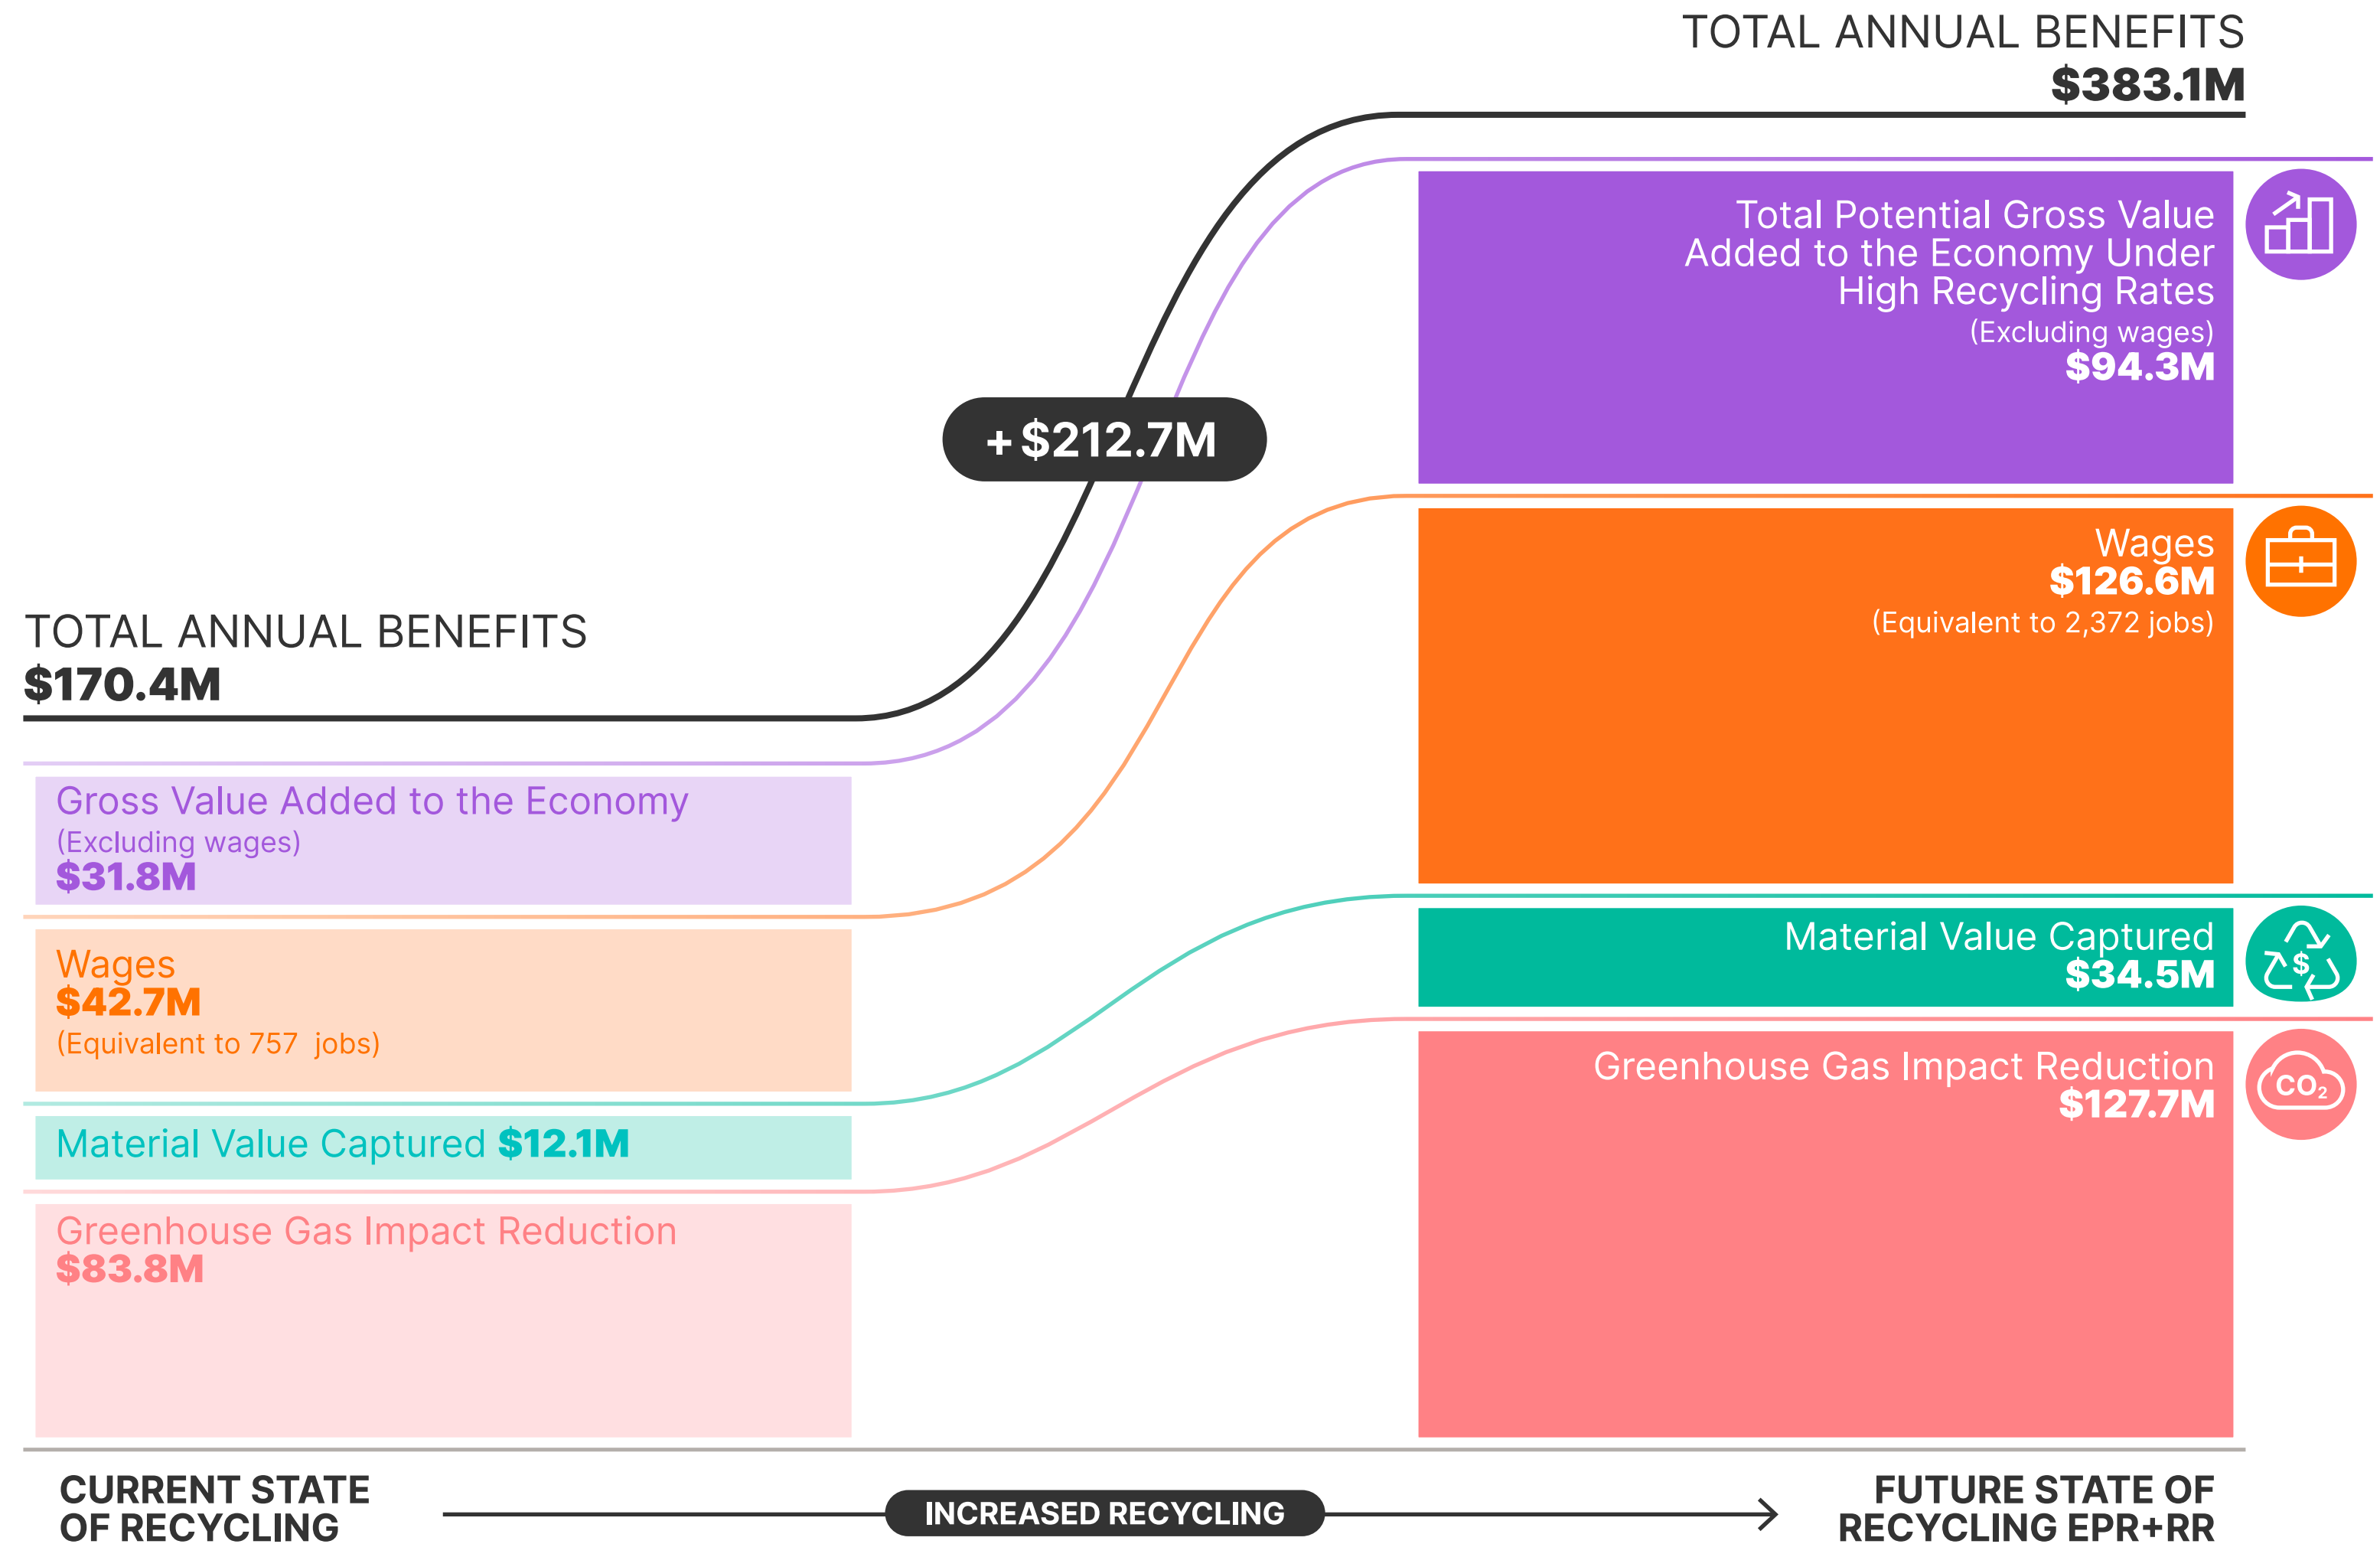 TOTAL ANNUAL BENEFITS
$383.1M
Total Potential Gross Value
Added to the Economy Under
High Recycling Rates
(Excluding wages)
$94.3M
+ $212.7M
Wages
$126.6M
(Equivalent to 2,372 jobs)
TOTAL ANNUAL BENEFITS
$170.4M
Gross Value Added to the Economy
(Excluding wages)
$31.8M
Wages
$42.7M
(Equivalent to 757 jobs)
Material Value Captured
$34.5M
$
Material Value Captured $12.1M
Greenhouse Gas Impact Reduction
$127.7M
CO₂
Greenhouse Gas Impact Reduction
$83.8M
CURRENT STATE
OF RECYCLING
INCREASED RECYCLING
FUTURE STATE OF
RECYCLING EPR+RR